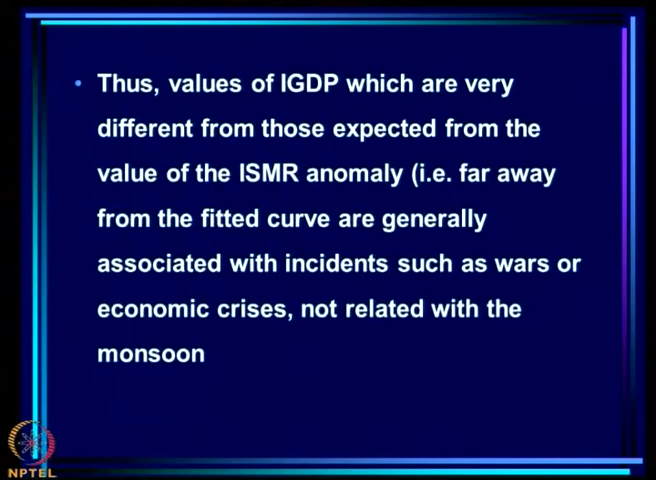 • Thus, values of IGDP which are very
different from those expected from the
value of the ISMR anomaly (i.e. far away
from the fitted curve are generally
associated with incidents such as wars or
economic crises, not related with the
monsoon
NPTEL